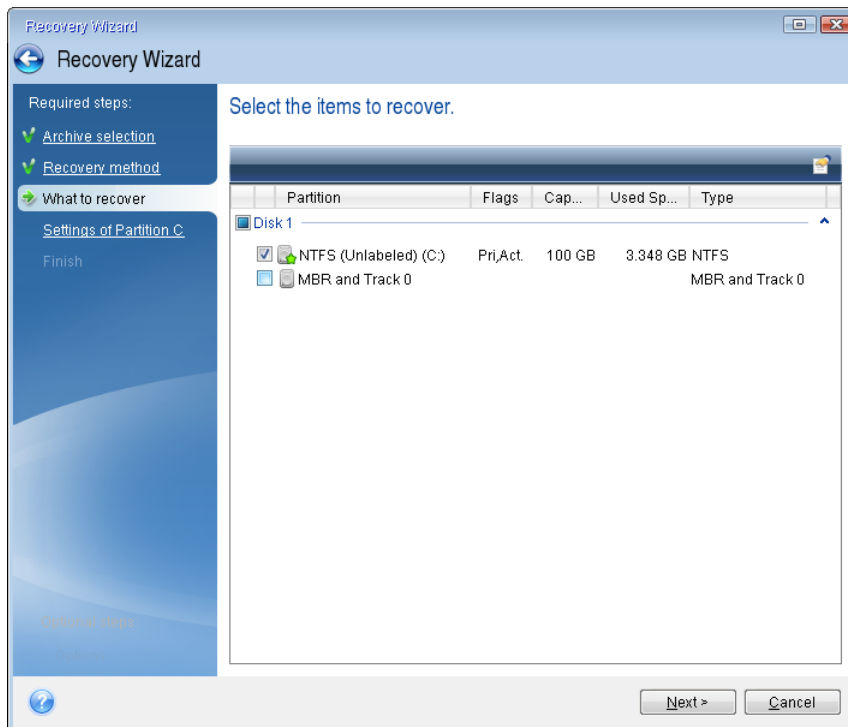 Recovery Wizard
Recovery Wizard
Required steps:
Archive selection
Recovery method
What to recover
Settings of Partition C
Finish
Select the items to recover.
Partition Flags Cap... Used Sp... Type
Disk 1
NTFS (Unlabeled) (C:) Pri,Act. 100 GB 3.348 GB NTFS
MBR and Track 0 MBR and Track 0
Next >
Cancel